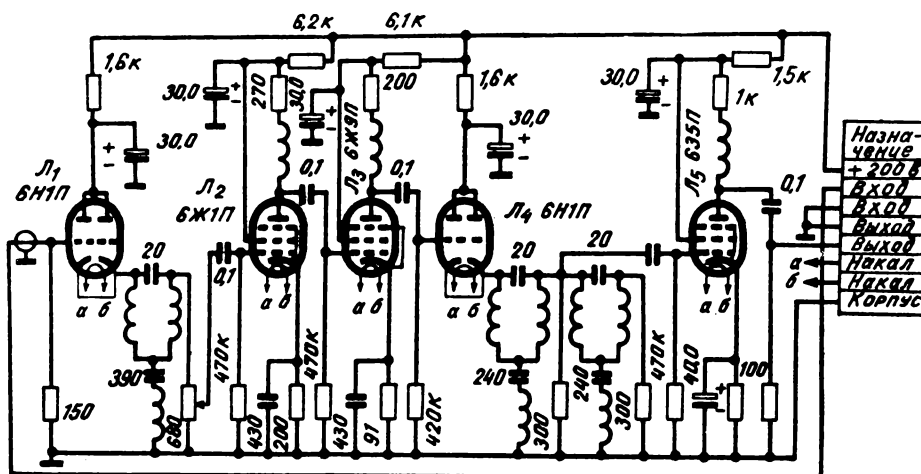 6,2к
6,1к
1,6к
30,0
270
30,0
200
1,6к
30,0
1,5к
1к
30,0
30,0
Л1
6Н1П
Л2
6Ж1П
0,1
Л3
6Ж9П
0,1
Л4 6Н1П
Л5
635П
0,1
Назна-
чение
+ 200 в
Вход
Вход
Выход
Выход
Накал
Накал
Корпус
а
б
20
0,1
20
20
а б
а б
а б
а б
150
390
680
470к
430
200
470к
430
91
420к
240
300
240
300
470к
40,0
100